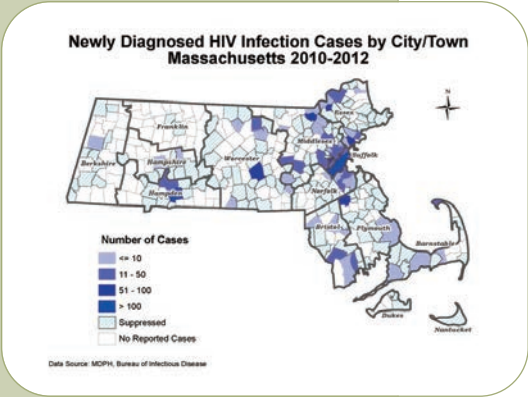 Newly Diagnosed HIV Infection Cases by City/Town
Massachusetts 2010-2012
N
Essex
Franklin
Middlesex
Berkshire
Hampshire
Worcester
Suffolk
Hampden
Norfolk
Bristol
Plymouth
Barnstable
Dukes
Nantucket
Number of Cases
<= 10
11 - 50
51 - 100
> 100
Suppressed
No Reported Cases
Data Source: MDPH, Bureau of Infectious Disease